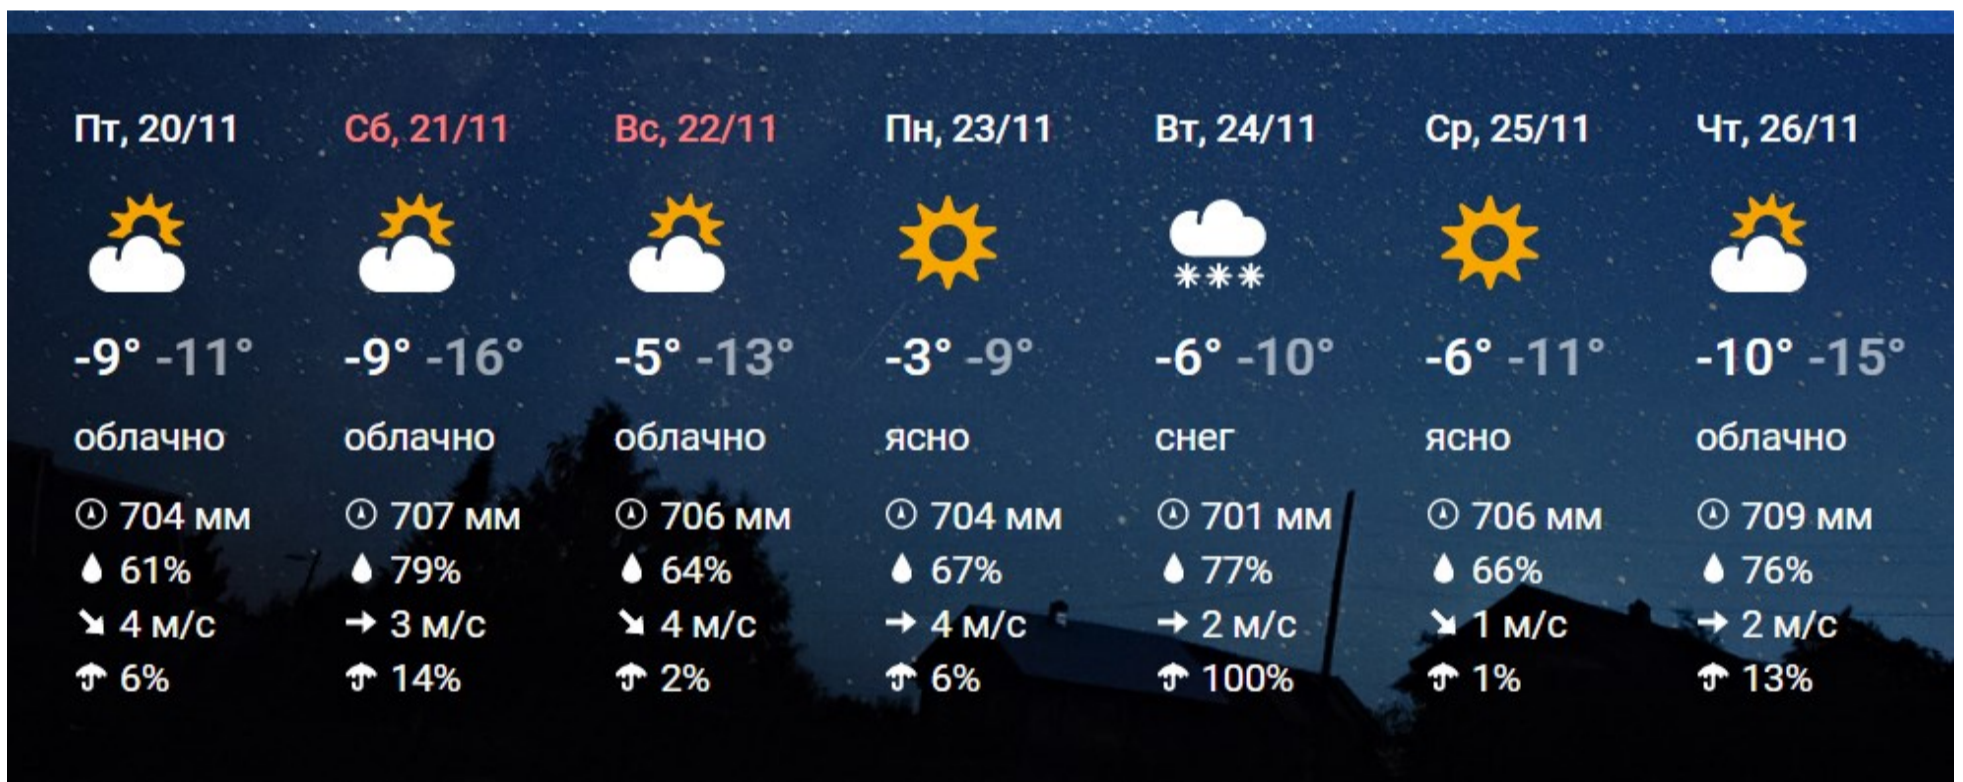 Пт, 20/11 Сб, 21/11 Вс, 22/11 Пн, 23/11 Вт, 24/11 Ср, 25/11 Чт, 26/11
-9° -11° -9° -16° -5° -13° -3° -9° -6° -10° -6° -11° -10° -15°
облачно облачно облачно ясно снег ясно облачно
704 мм 707 мм 706 мм 704 мм 701 мм 706 мм 709 мм
61% 79% 64% 67% 77% 66% 76%
4 м/с 3 м/с 4 м/с 4 м/с 2 м/с 1 м/с 2 м/с
6% 14% 2% 6% 100% 1% 13%